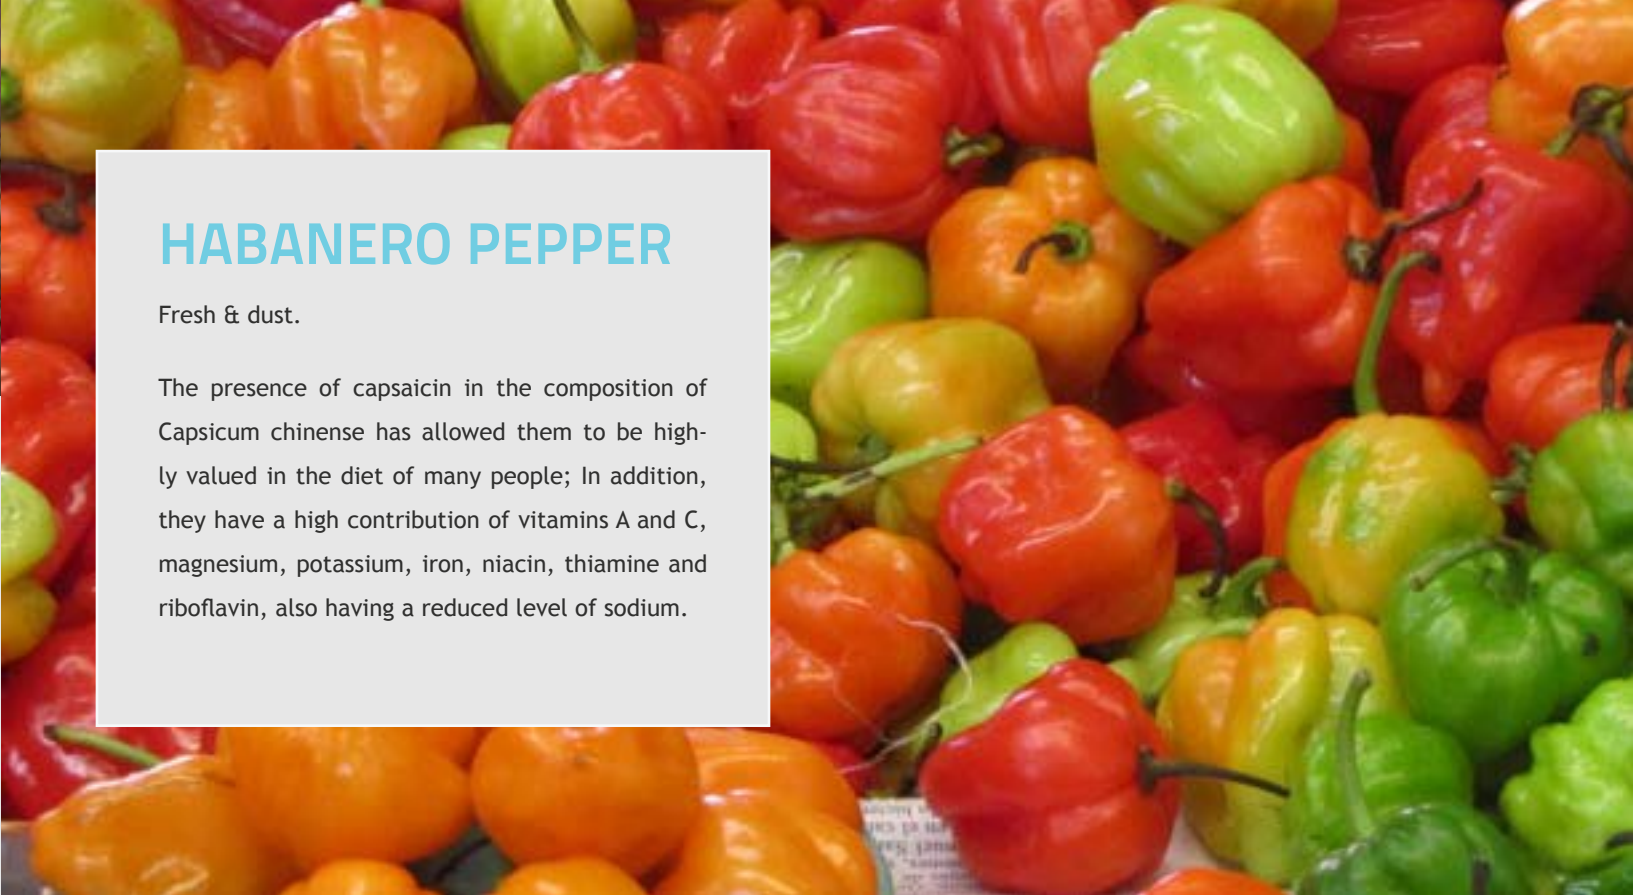 HABANERO PEPPER
Fresh & dust.
The presence of capsaicin in the composition of
Capsicum chinense has allowed them to be high-
ly valued in the diet of many people; In addition,
they have a high contribution of vitamins A and C,
magnesium, potassium, iron, niacin, thiamine and
riboflavin, also having a reduced level of sodium.